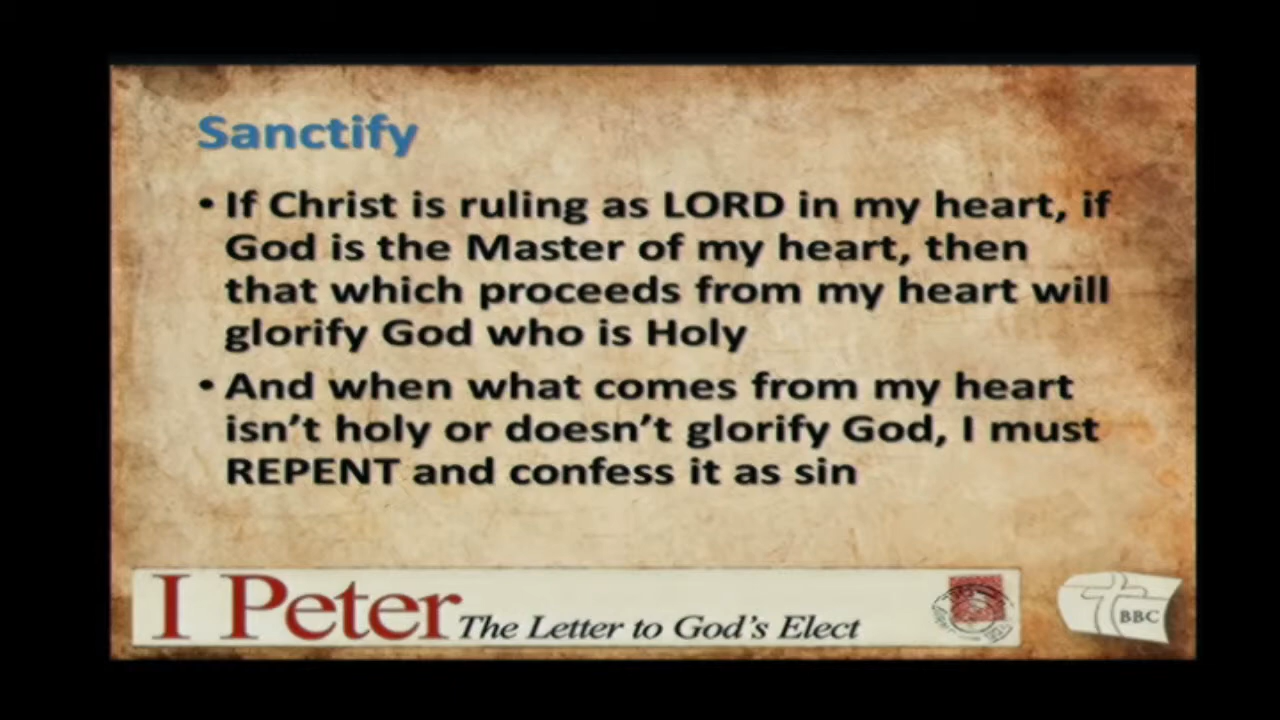 Sanctify
• If Christ is ruling as LORD in my heart, if
God is the Master of my heart, then
that which proceeds from my heart will
glorify God who is Holy
• And when what comes from my heart
isn't holy or doesn't glorify God, I must
REPENT and confess it as sin
I Peter The Letter to God's Elect
BBC